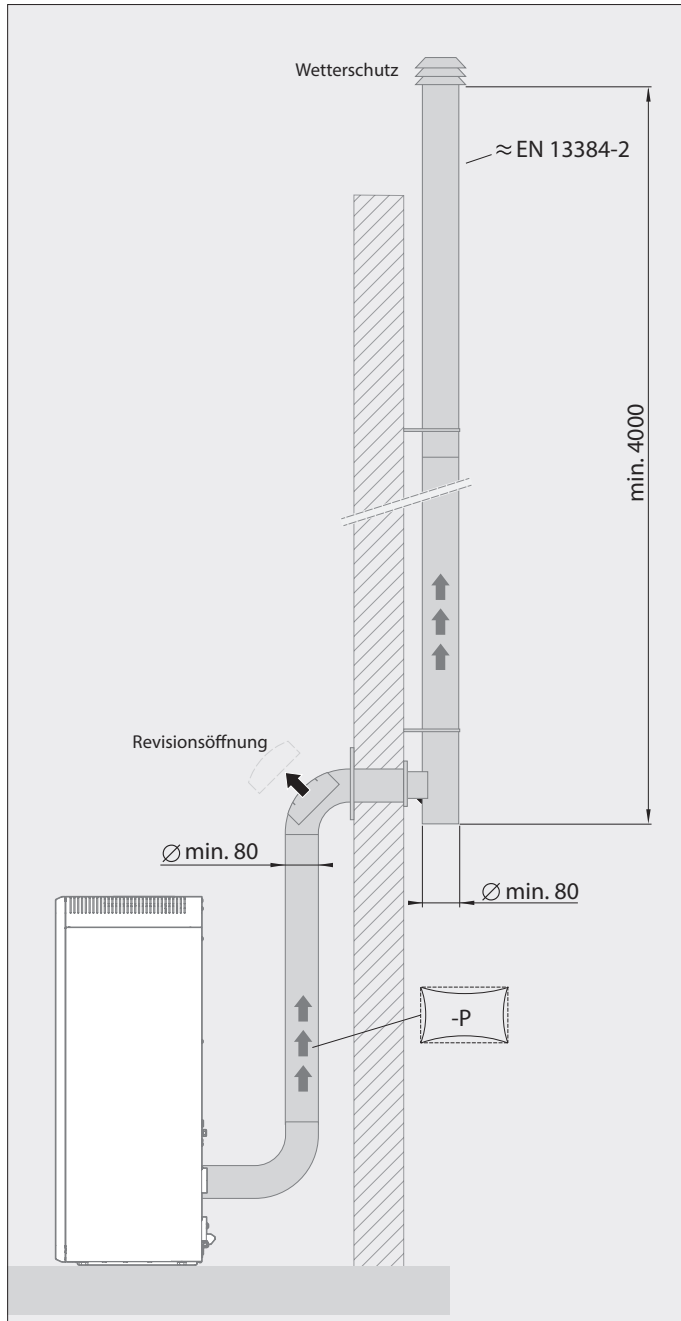 Wetterschutz
≈ EN 13384-2
min. 4000
Revisionsöffnung
∅ min. 80
∅ min. 80
-P